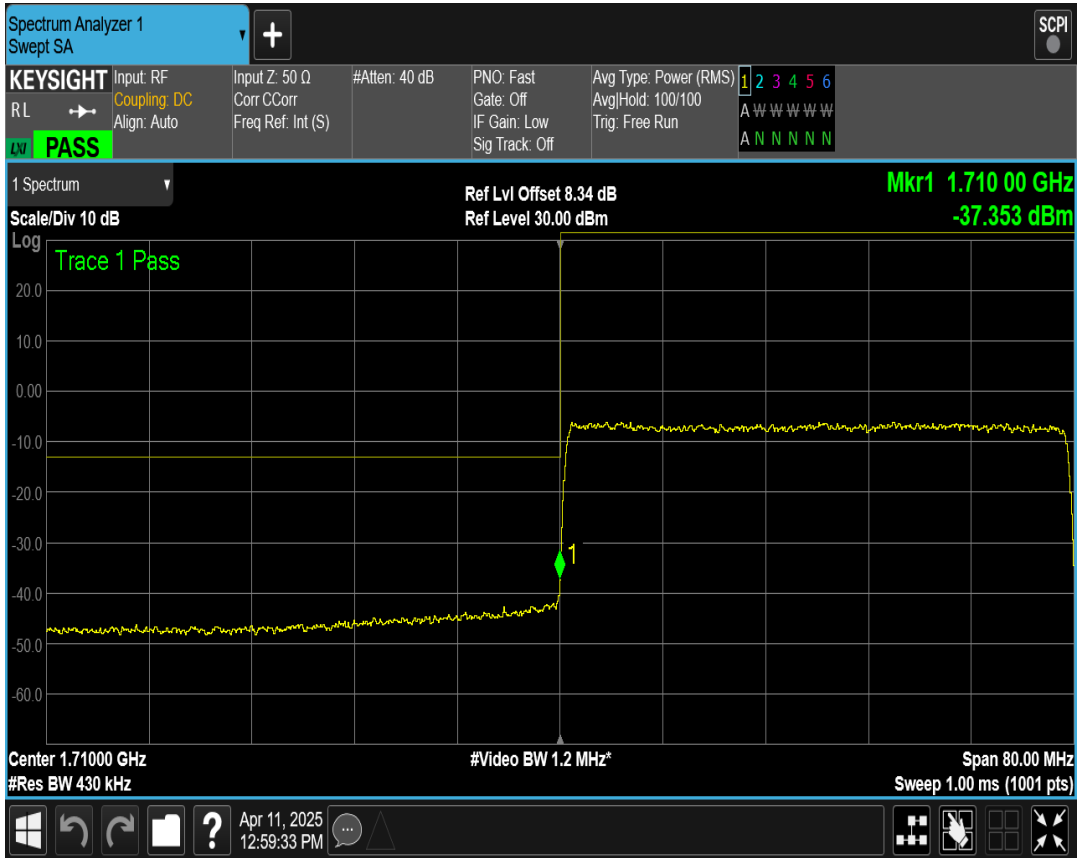 Spectrum Analyzer 1
Swept SA
+
SCPI
KEYSIGHT
RL
LXI PASS
Input: RF
Coupling: DC
Align: Auto
Input Z: 50 Ω
Corr CCorr
Freq Ref: Int (S)
#Atten: 40 dB
PNO: Fast
Gate: Off
IF Gain: Low
Sig Track: Off
Avg Type: Power (RMS)
Avg|Hold: 100/100
Trig: Free Run
1 2 3 4 5 6
A W W W W W
A N N N N N
1 Spectrum
Scale/Div 10 dB
Ref Lvl Offset 8.34 dB
Ref Level 30.00 dBm
Mkr1 1.710 00 GHz
-37.353 dBm
Log
Trace 1 Pass
20.0
10.0
0.00
-10.0
-20.0
-30.0
1
-40.0
-50.0
-60.0
Center 1.71000 GHz
#Video BW 1.2 MHz*
Span 80.00 MHz
#Res BW 430 kHz
Sweep 1.00 ms (1001 pts)
?
Apr 11, 2025
12:59:33 PM